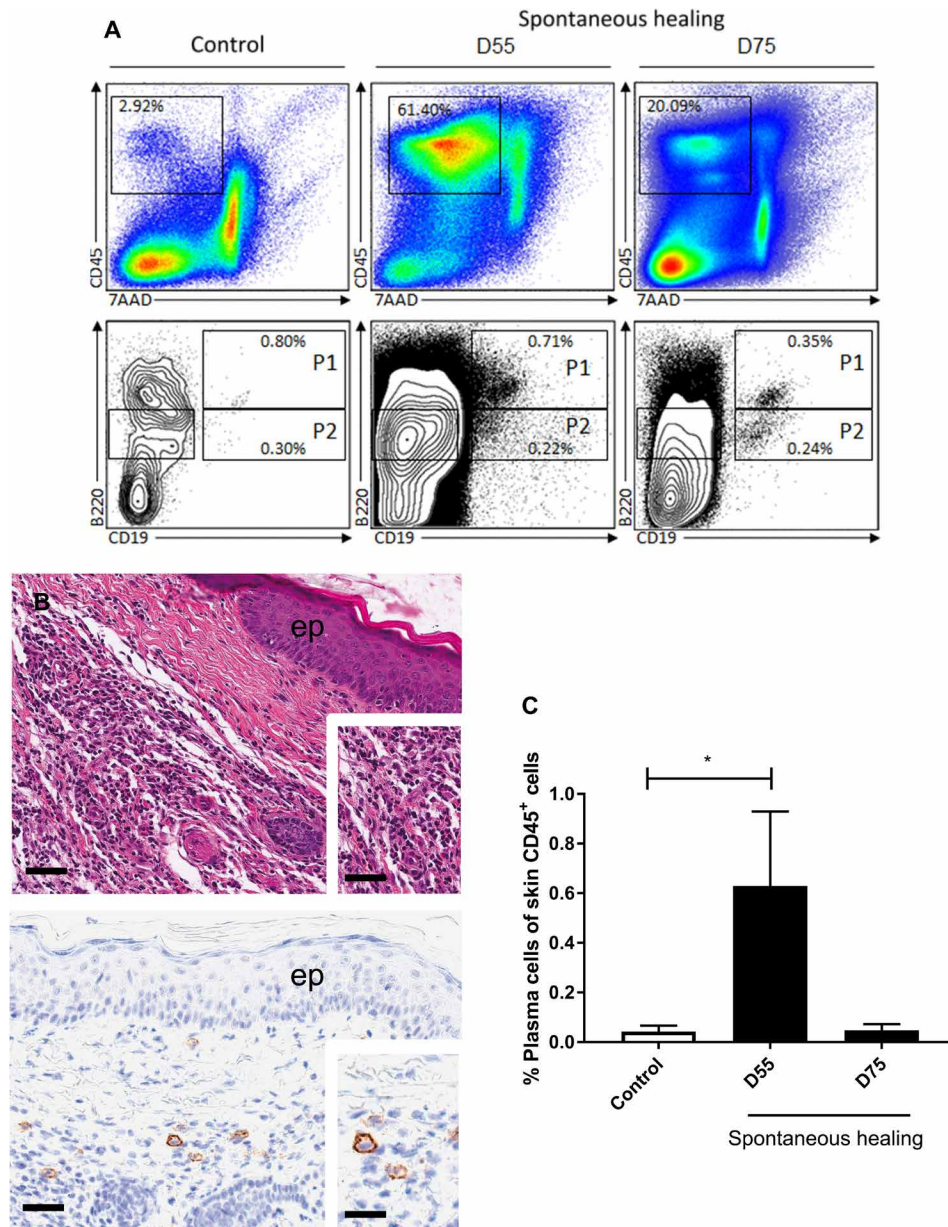 A
Spontaneous healing
Control
D55
D75
2.92%
61.40%
20.09%
CD45
CD45
CD45
7AAD
7AAD
7AAD
0.80%
P1
P2
0.30%
0.71%
P1
P2
0.22%
0.35%
P1
P2
0.24%
B220
B220
B220
CD19
CD19
CD19
B
ep
ep
C
*
% Plasma cells of skin CD45⁺ cells
1.0
0.8
0.6
0.4
0.2
0.0
Control
D55
D75
Spontaneous healing